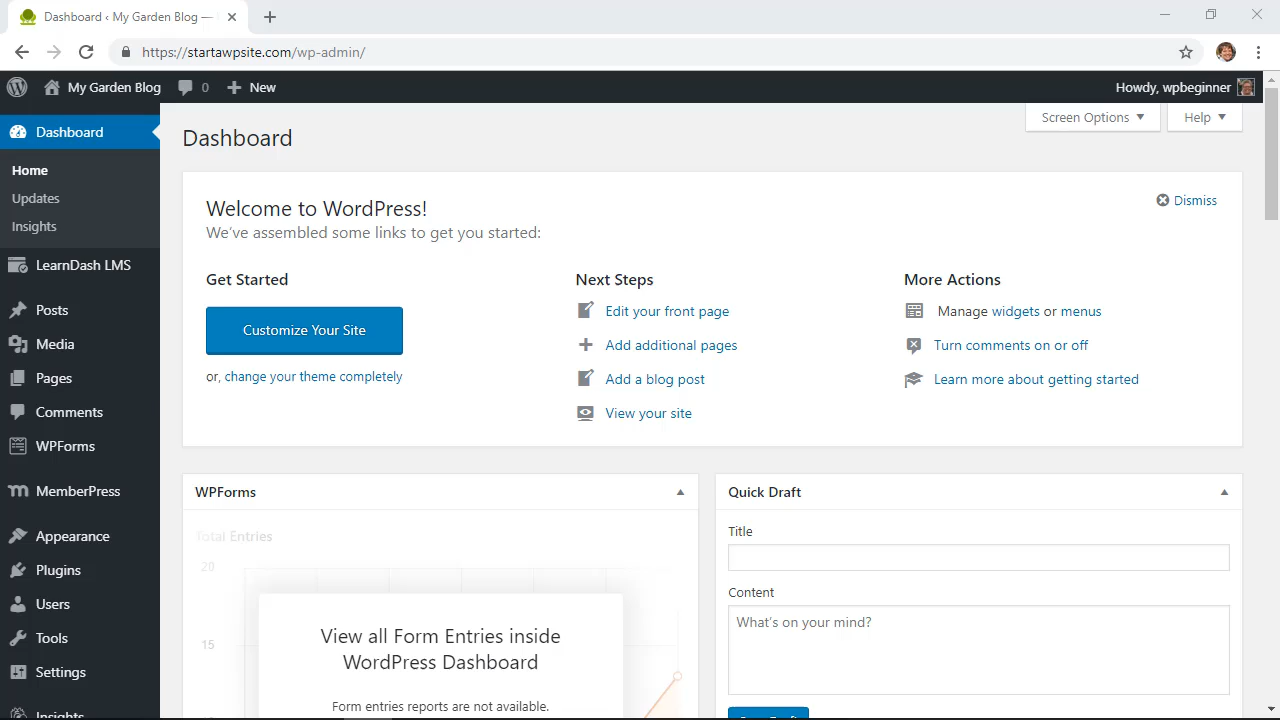 Dashboard ‹ My Garden Blog —
https://startawpsite.com/wp-admin/
My Garden Blog
0
New
Howdy, wpbeginner
Dashboard
Home
Updates
Insights
LearnDash LMS
Posts
Media
Pages
Comments
WPForms
MemberPress
Appearance
Plugins
Users
Tools
Settings
Insights
Screen Options
Help
Dashboard
Welcome to WordPress!
Dismiss
We've assembled some links to get you started:
Get Started
Customize Your Site
or, change your theme completely
Next Steps
Edit your front page
Add additional pages
Add a blog post
View your site
More Actions
Manage widgets or menus
Turn comments on or off
Learn more about getting started
WPForms
Total Entries
20
15
View all Form Entries inside
WordPress Dashboard
Form entries reports are not available.
Quick Draft
Title
Content
What's on your mind?